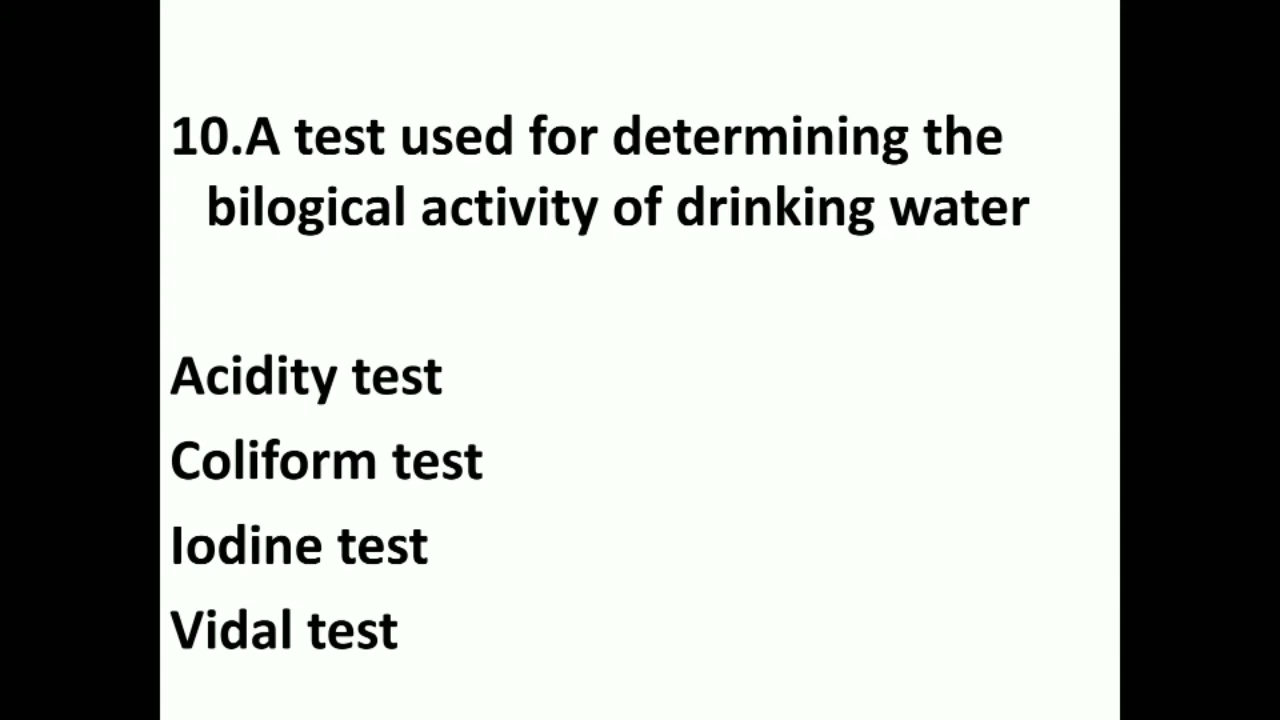 10.A test used for determining the
bilogical activity of drinking water
Acidity test
Coliform test
Iodine test
Vidal test